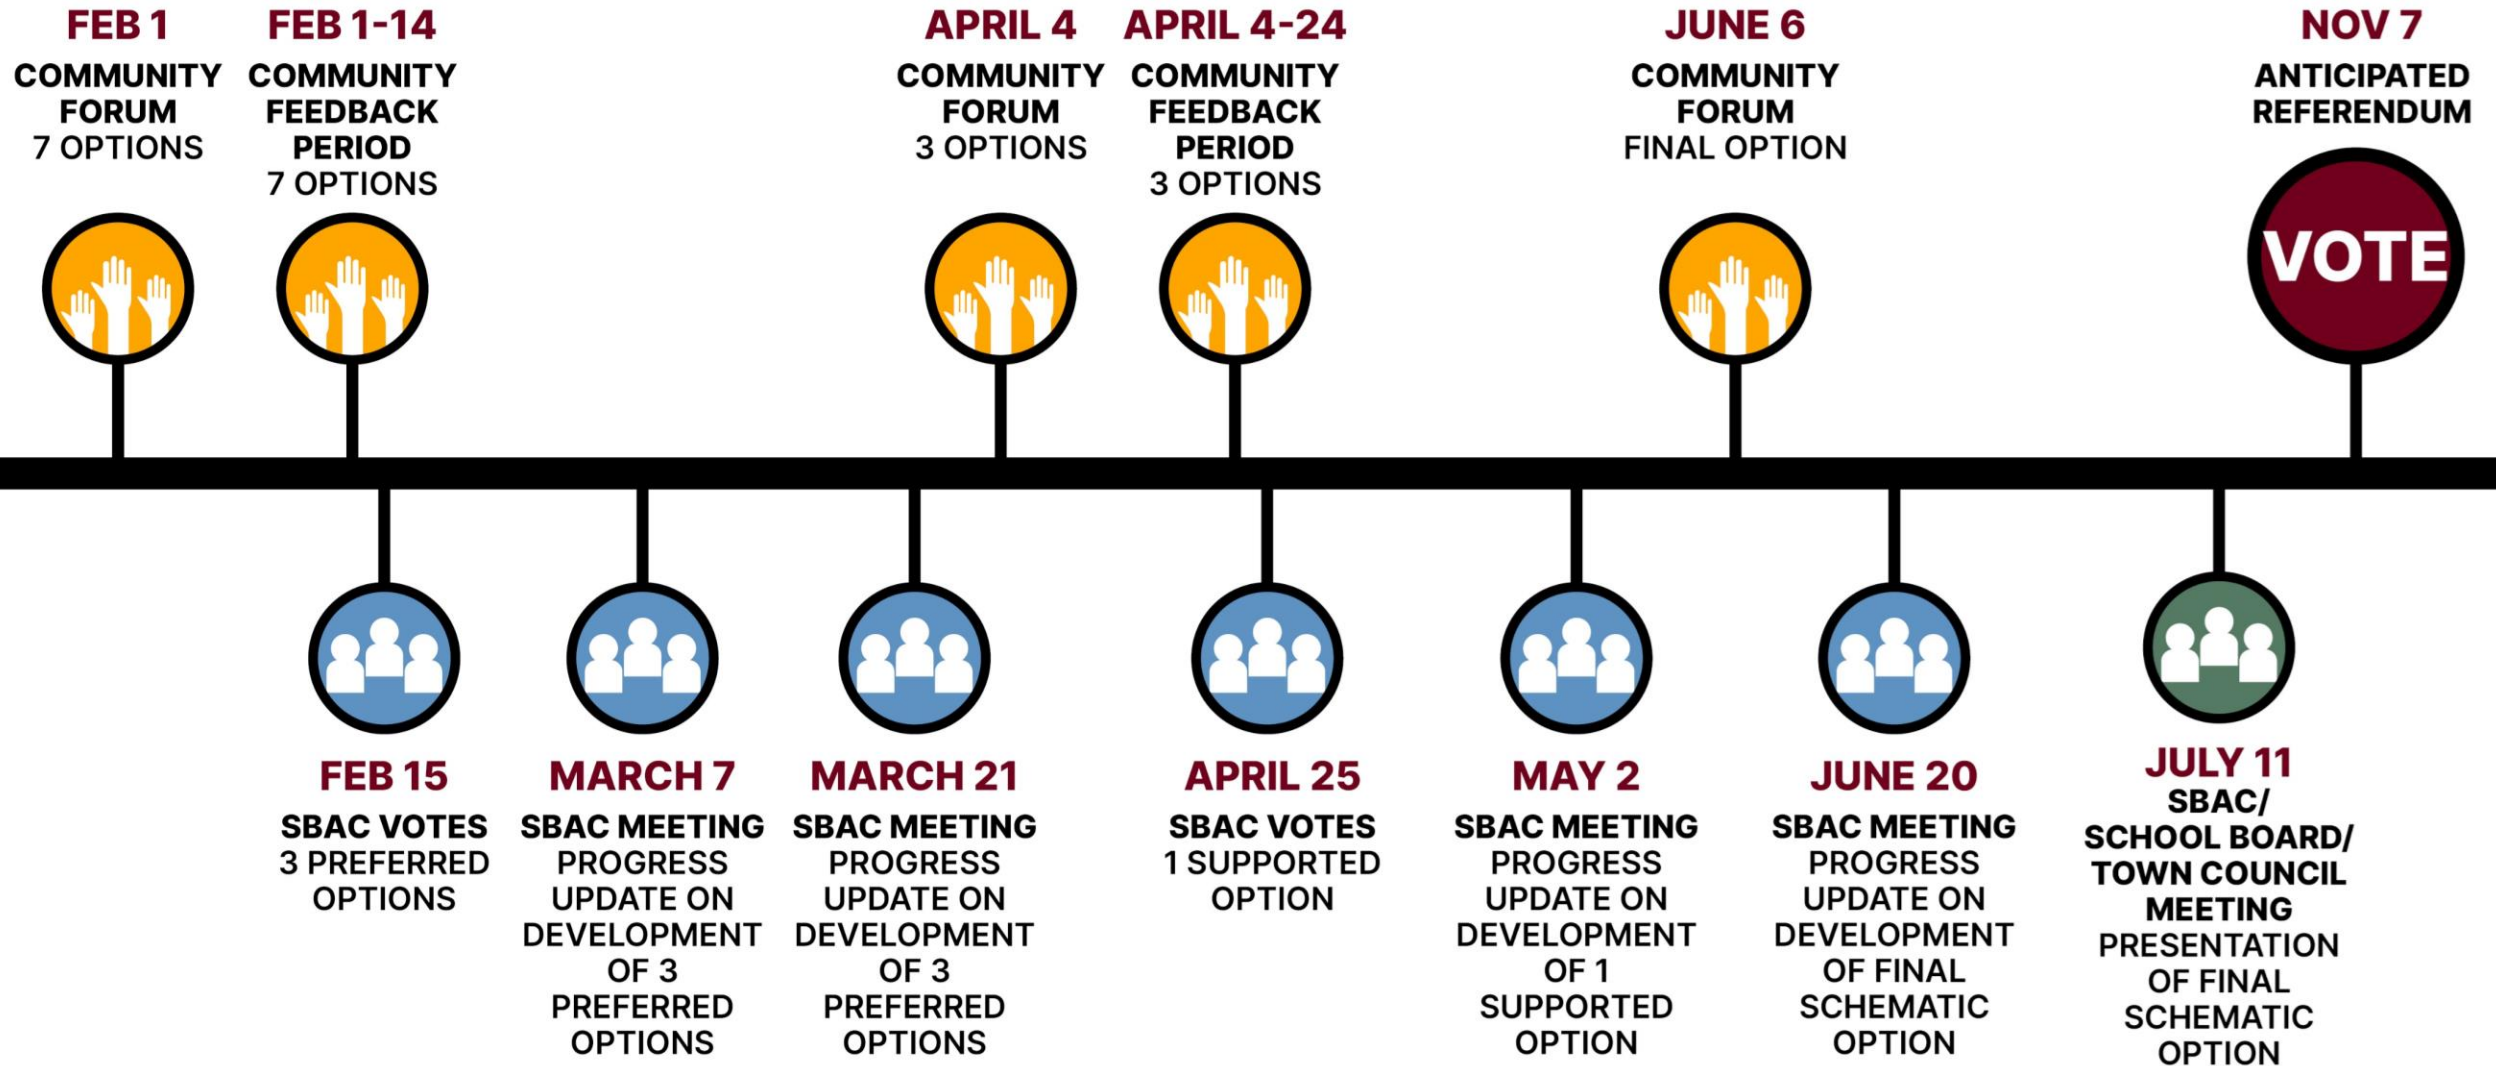 FEB 1
COMMUNITY
FORUM
7 OPTIONS
FEB 1-14
COMMUNITY
FEEDBACK
PERIOD
7 OPTIONS
APRIL 4
COMMUNITY
FORUM
3 OPTIONS
APRIL 4-24
COMMUNITY
FEEDBACK
PERIOD
3 OPTIONS
JUNE 6
COMMUNITY
FORUM
FINAL OPTION
NOV 7
ANTICIPATED
REFERENDUM
VOTE
FEB 15
SBAC VOTES
3 PREFERRED
OPTIONS
MARCH 7
SBAC MEETING
PROGRESS
UPDATE ON
DEVELOPMENT
OF 3
PREFERRED
OPTIONS
MARCH 21
SBAC MEETING
PROGRESS
UPDATE ON
DEVELOPMENT
OF 3
PREFERRED
OPTIONS
APRIL 25
SBAC VOTES
1 SUPPORTED
OPTION
MAY 2
SBAC MEETING
PROGRESS
UPDATE ON
DEVELOPMENT
OF 1
SUPPORTED
OPTION
JUNE 20
SBAC MEETING
PROGRESS
UPDATE ON
DEVELOPMENT
OF FINAL
SCHEMATIC
OPTION
JULY 11
SBAC/
SCHOOL BOARD/
TOWN COUNCIL
MEETING
PRESENTATION
OF FINAL
SCHEMATIC
OPTION